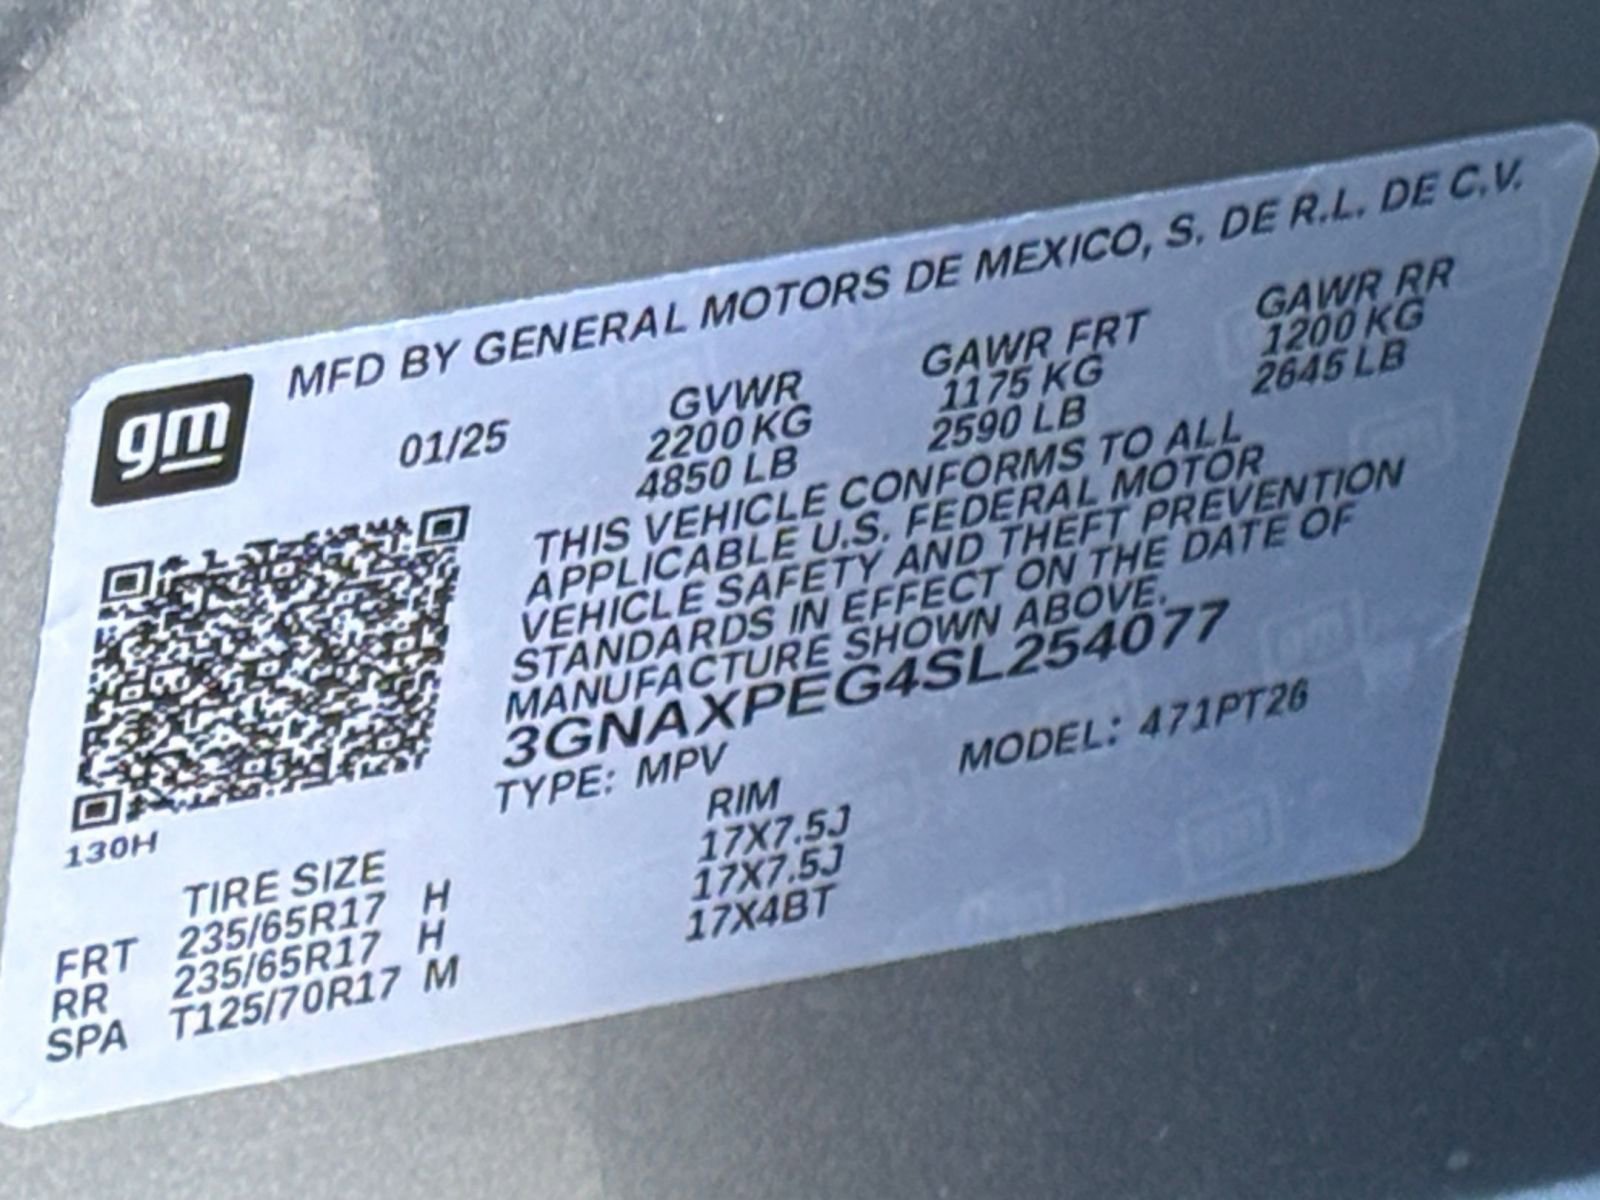 MFD BY GENERAL MOTORS DE MEXICO, S. DE R.L. DE C.V.
gm
01/25
GVWR GAWR FRT GAWR RR
2200 KG 1175 KG 1200 KG
4850 LB 2590 LB 2645 LB
THIS VEHICLE CONFORMS TO ALL
APPLICABLE U.S. FEDERAL MOTOR
VEHICLE SAFETY AND THEFT PREVENTION
STANDARDS IN EFFECT ON THE DATE OF
MANUFACTURE SHOWN ABOVE.
3GNAXPEG4SL254077
TYPE: MPV MODEL: 471PT26
130H
TIRE SIZE RIM
FRT 235/65R17 H 17X7.5J
RR 235/65R17 H 17X7.5J
SPA T125/70R17 M 17X4BT